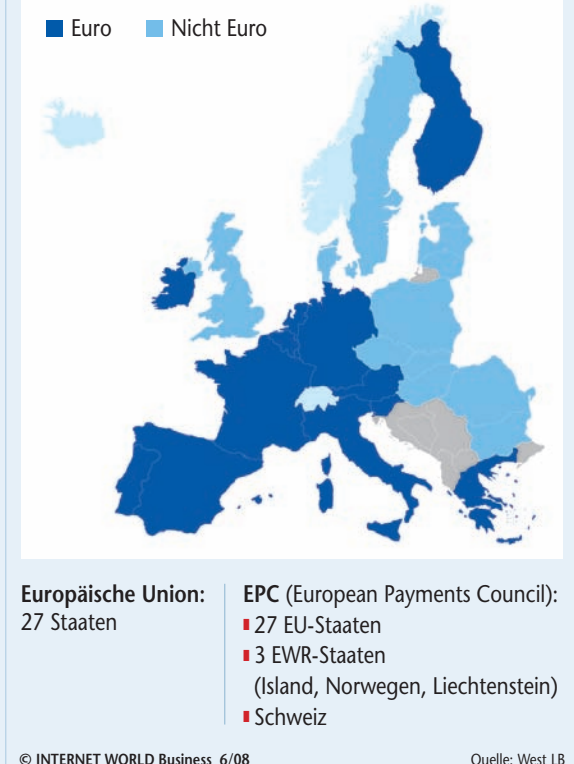 Euro
Nicht Euro
Europäische Union:
27 Staaten
EPC (European Payments Council):
27 EU-Staaten
3 EWR-Staaten
(Island, Norwegen, Liechtenstein)
Schweiz
© INTERNET WORLD Business 6/08
Quelle: West LB